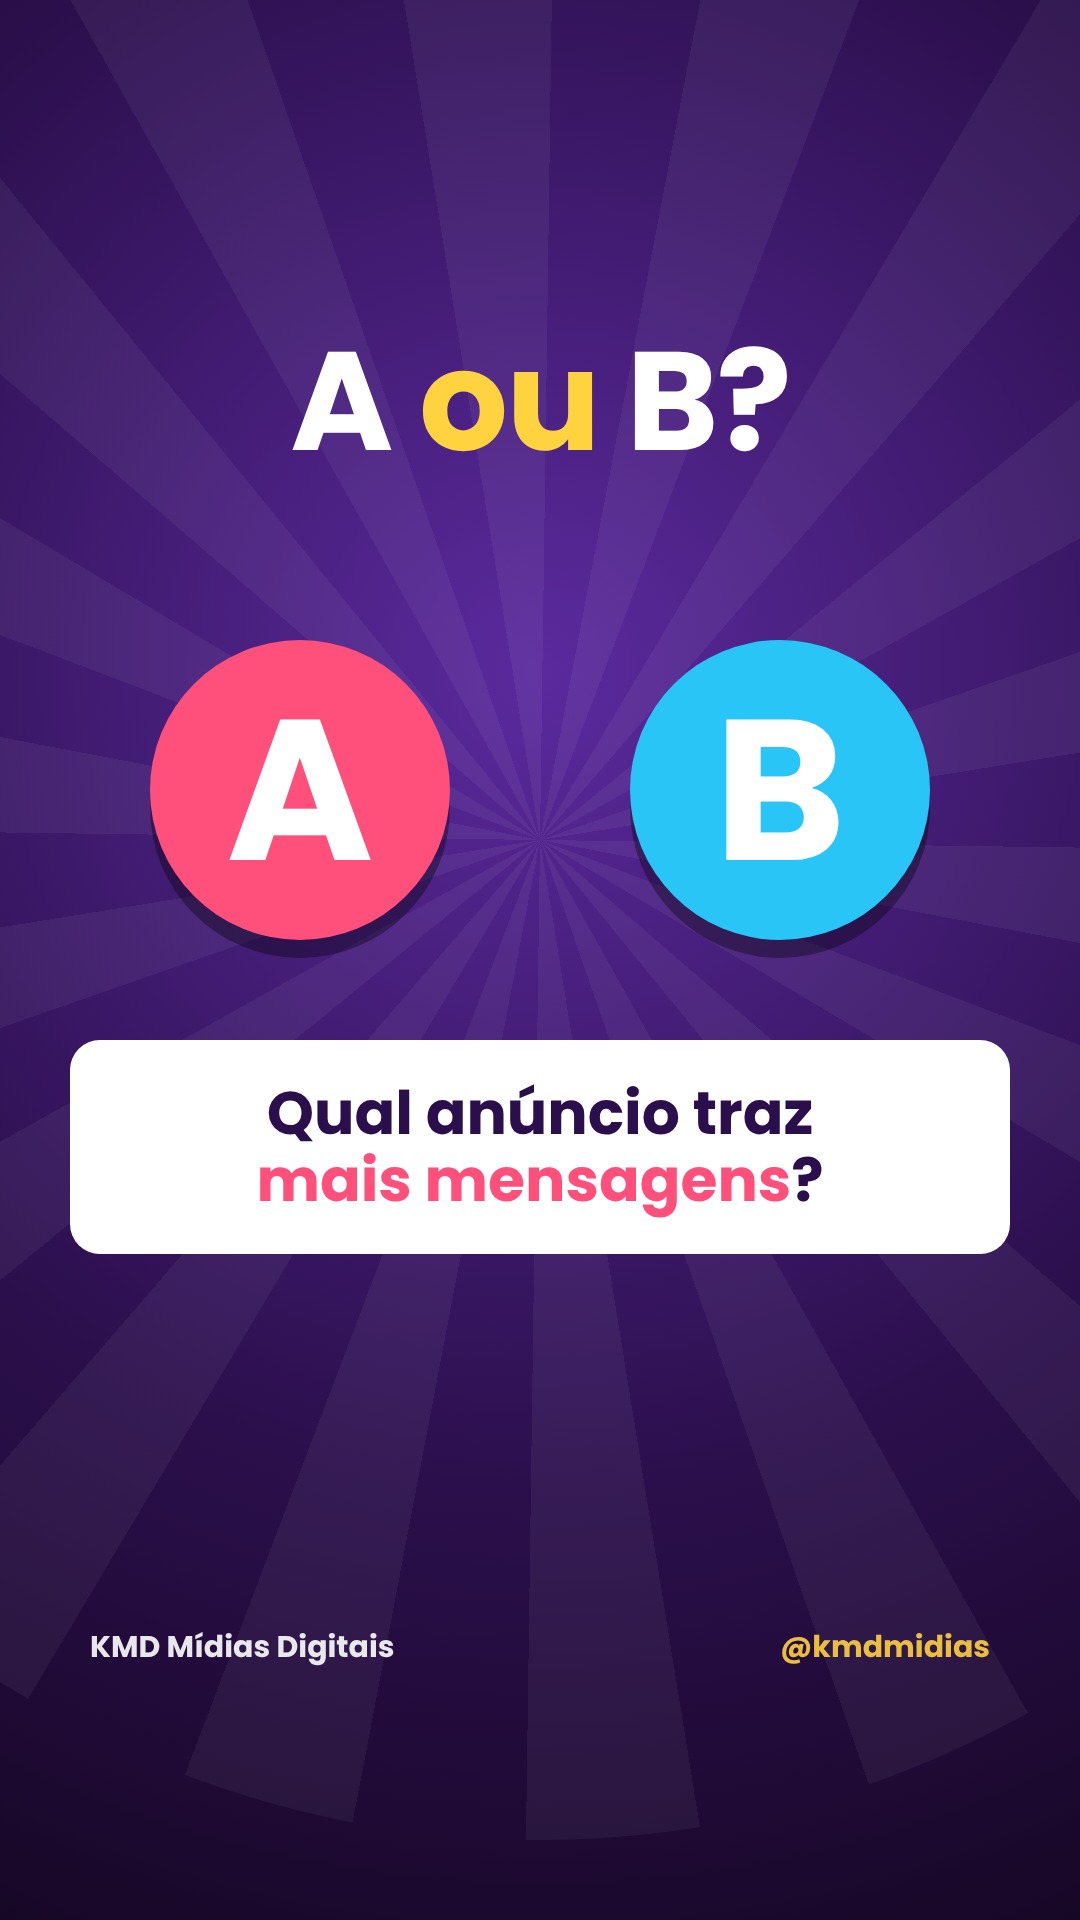 A ou B?
A
B
Qual anúncio traz
mais mensagens?
KMD Mídias Digitais
@kmdmidias